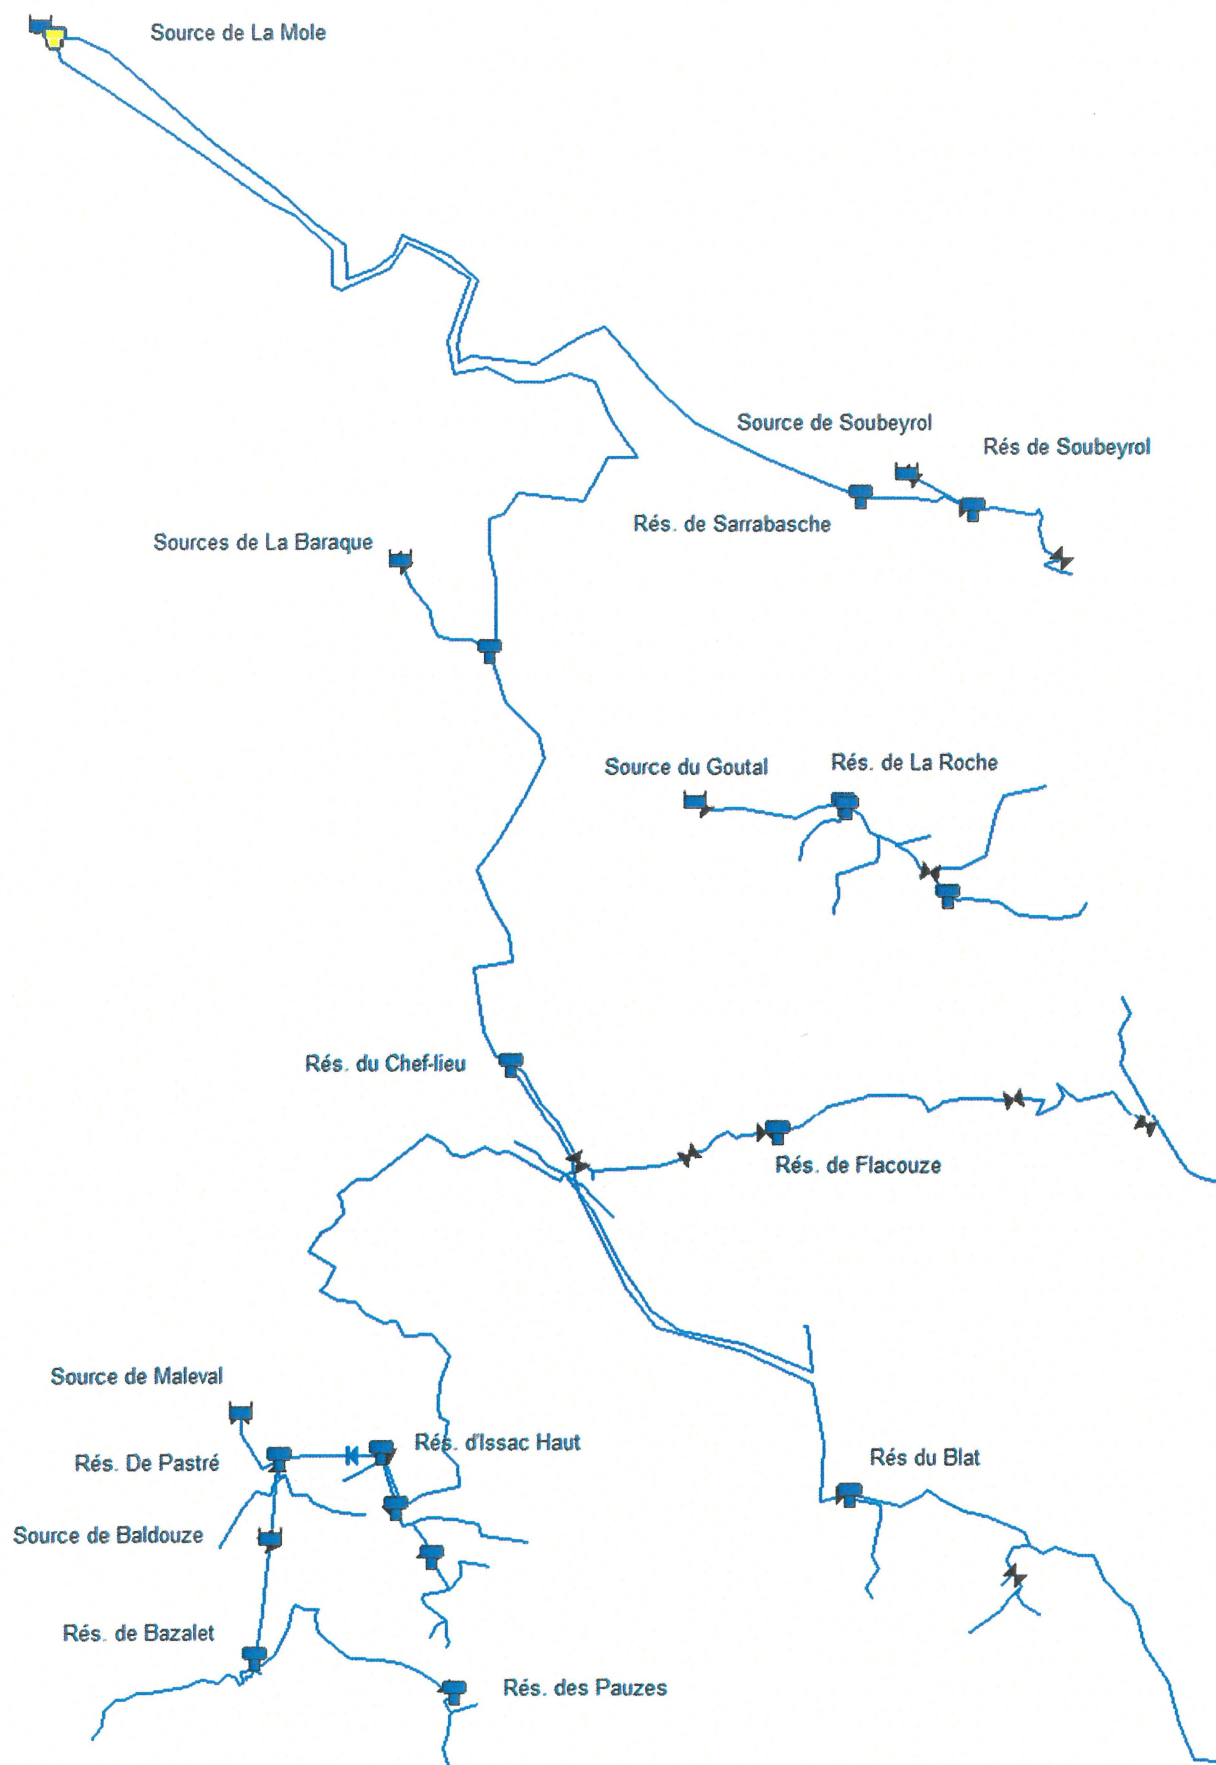 Source de La Mole
Source de Soubeyrol
Rés de Soubeyrol
Rés. de Sarrabasche
Sources de La Baraque
Source du Goutal
Rés. de La Roche
Rés. du Chef-lieu
Rés. de Flacouze
Source de Maleval
Rés. d'Issac Haut
Rés. De Pastré
Rés du Blat
Source de Baldouze
Rés. de Bazalet
Rés. des Pauzes